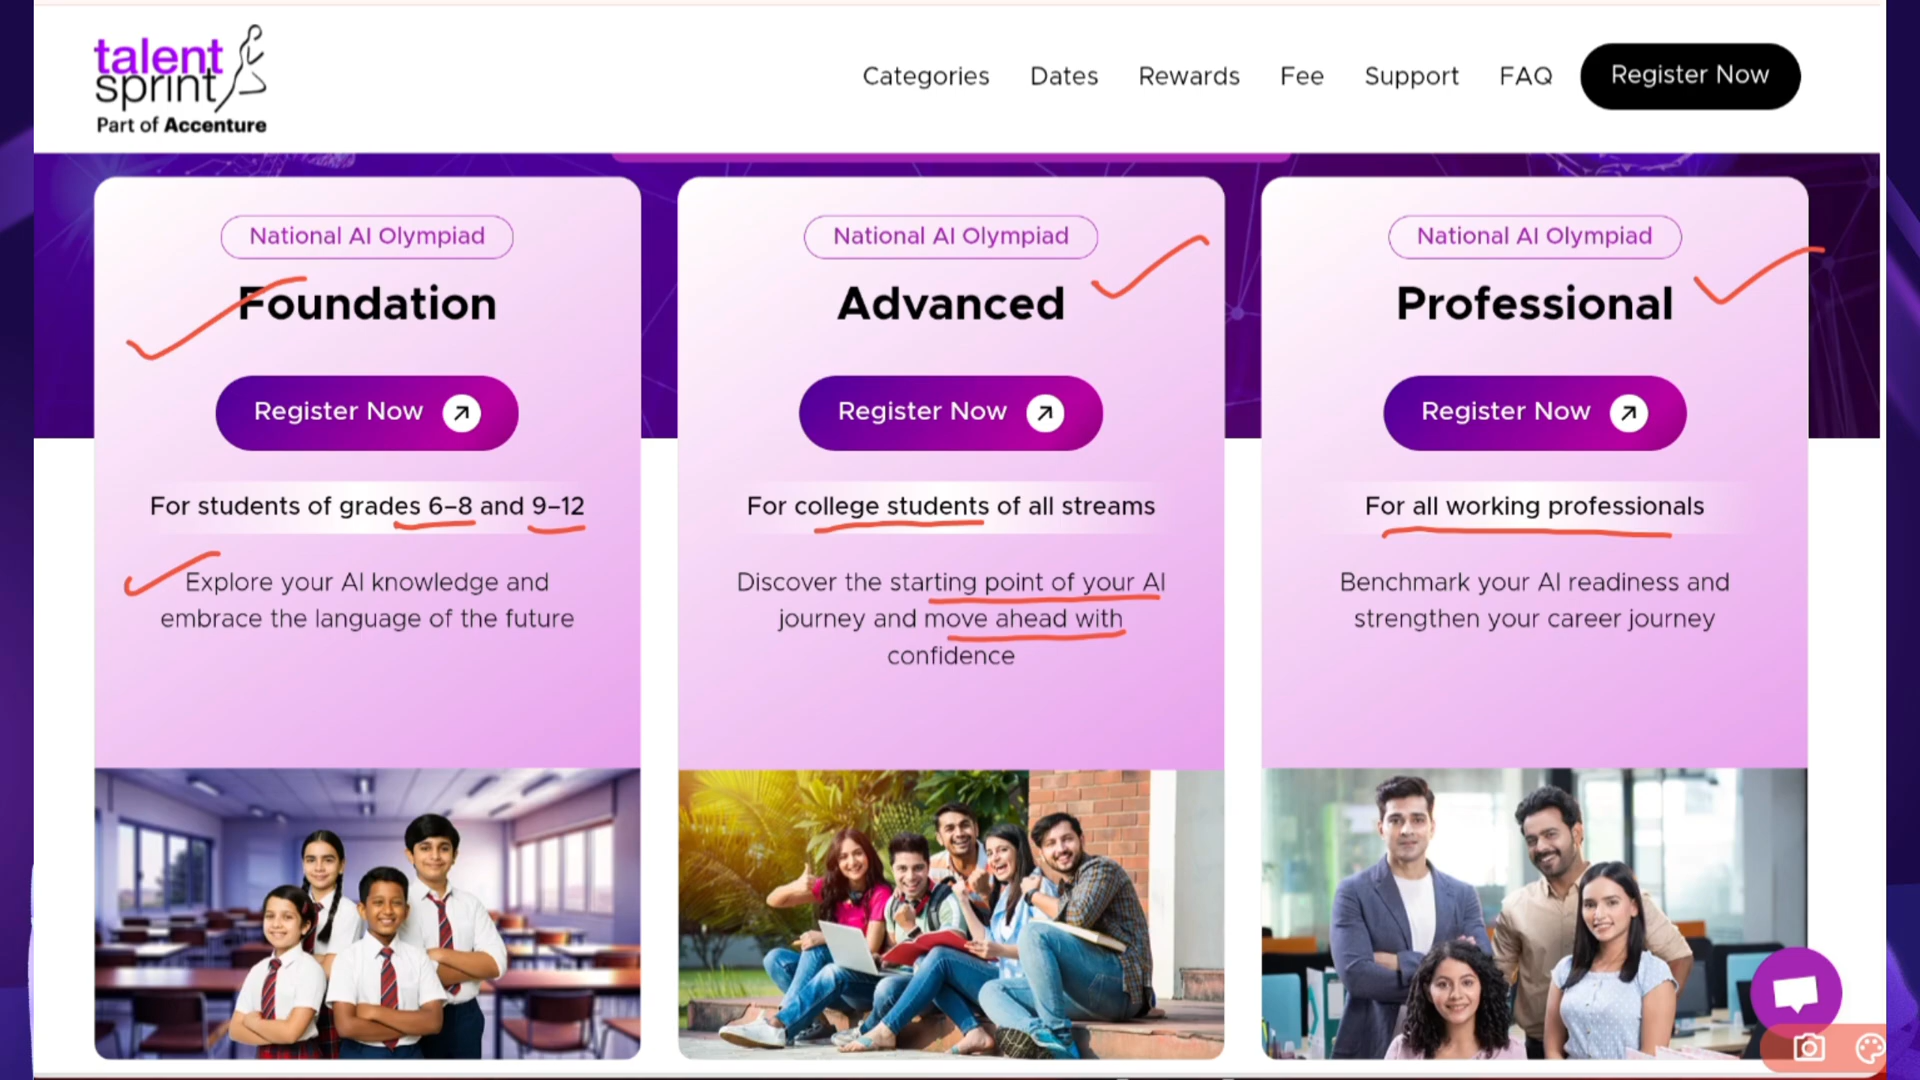 talent
sprint
Part of Accenture
Categories
Dates
Rewards
Fee
Support
FAQ
Register Now
National AI Olympiad
Foundation
Register Now
For students of grades 6–8 and 9–12
Explore your AI knowledge and
embrace the language of the future
National AI Olympiad
Advanced
Register Now
For college students of all streams
Discover the starting point of your AI
journey and move ahead with
confidence
National AI Olympiad
Professional
Register Now
For all working professionals
Benchmark your AI readiness and
strengthen your career journey